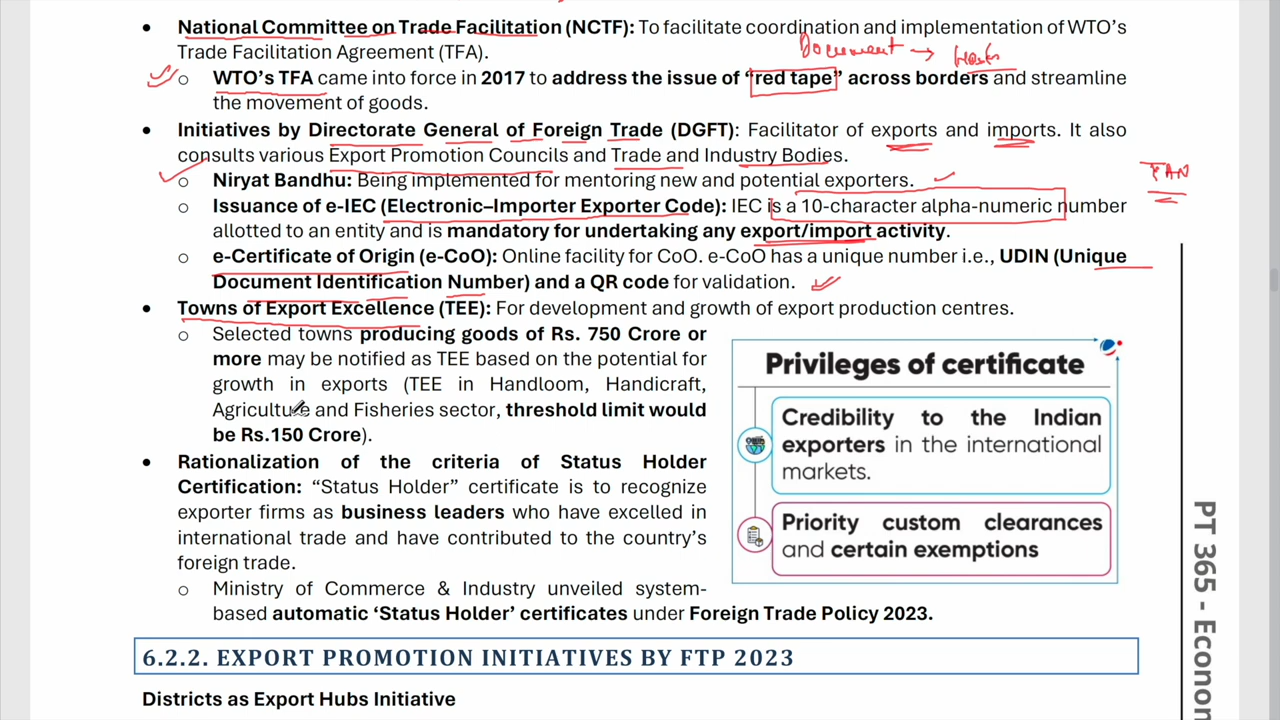 • National Committee on Trade Facilitation (NCTF): To facilitate coordination and implementation of WTO's
Trade Facilitation Agreement (TFA).
Document →
○ WTO's TFA came into force in 2017 to address the issue of "red tape" across borders and streamline
the movement of goods.
• Initiatives by Directorate General of Foreign Trade (DGFT): Facilitator of exports and imports. It also
consults various Export Promotion Councils and Trade and Industry Bodies.
○ Niryat Bandhu: Being implemented for mentoring new and potential exporters.
PAN
○ Issuance of e-IEC (Electronic–Importer Exporter Code): IEC is a 10-character alpha-numeric number
allotted to an entity and is mandatory for undertaking any export/import activity.
○ e-Certificate of Origin (e-CoO): Online facility for CoO. e-CoO has a unique number i.e., UDIN (Unique
Document Identification Number) and a QR code for validation.
• Towns of Export Excellence (TEE): For development and growth of export production centres.
○ Selected towns producing goods of Rs. 750 Crore or
more may be notified as TEE based on the potential for
growth in exports (TEE in Handloom, Handicraft,
Agriculture and Fisheries sector, threshold limit would
be Rs.150 Crore).
• Rationalization of the criteria of Status Holder
Certification: "Status Holder" certificate is to recognize
exporter firms as business leaders who have excelled in
international trade and have contributed to the country's
foreign trade.
○ Ministry of Commerce & Industry unveiled system-
based automatic 'Status Holder' certificates under Foreign Trade Policy 2023.
Privileges of certificate
Credibility to the Indian
exporters in the international
markets.
Priority custom clearances
and certain exemptions
6.2.2. EXPORT PROMOTION INITIATIVES BY FTP 2023
Districts as Export Hubs Initiative
PT 365 - Econom